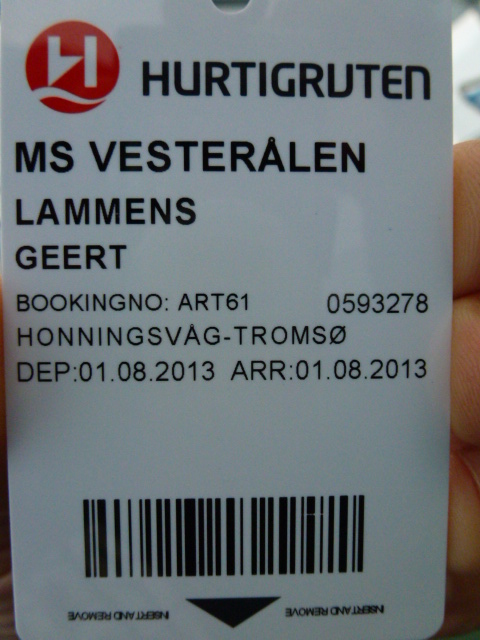 HURTIGRUTEN
MS VESTERÅLEN
LAMMENS
GEERT
BOOKINGNO: ART61 0593278
HONNINGSVÅG-TROMSØ
DEP:01.08.2013 ARR:01.08.2013
INSERT AND REMOVE INSERT AND REMOVE